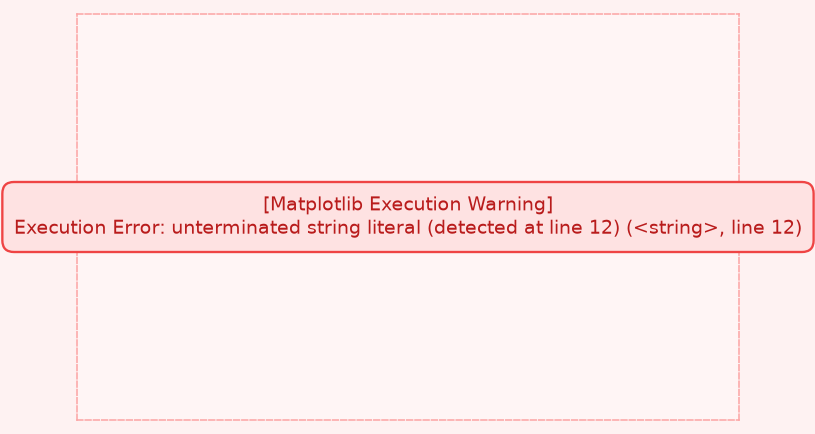 [Matplotlib Execution Warning]
Execution Error: unterminated string literal (detected at line 12) (<string>, line 12)